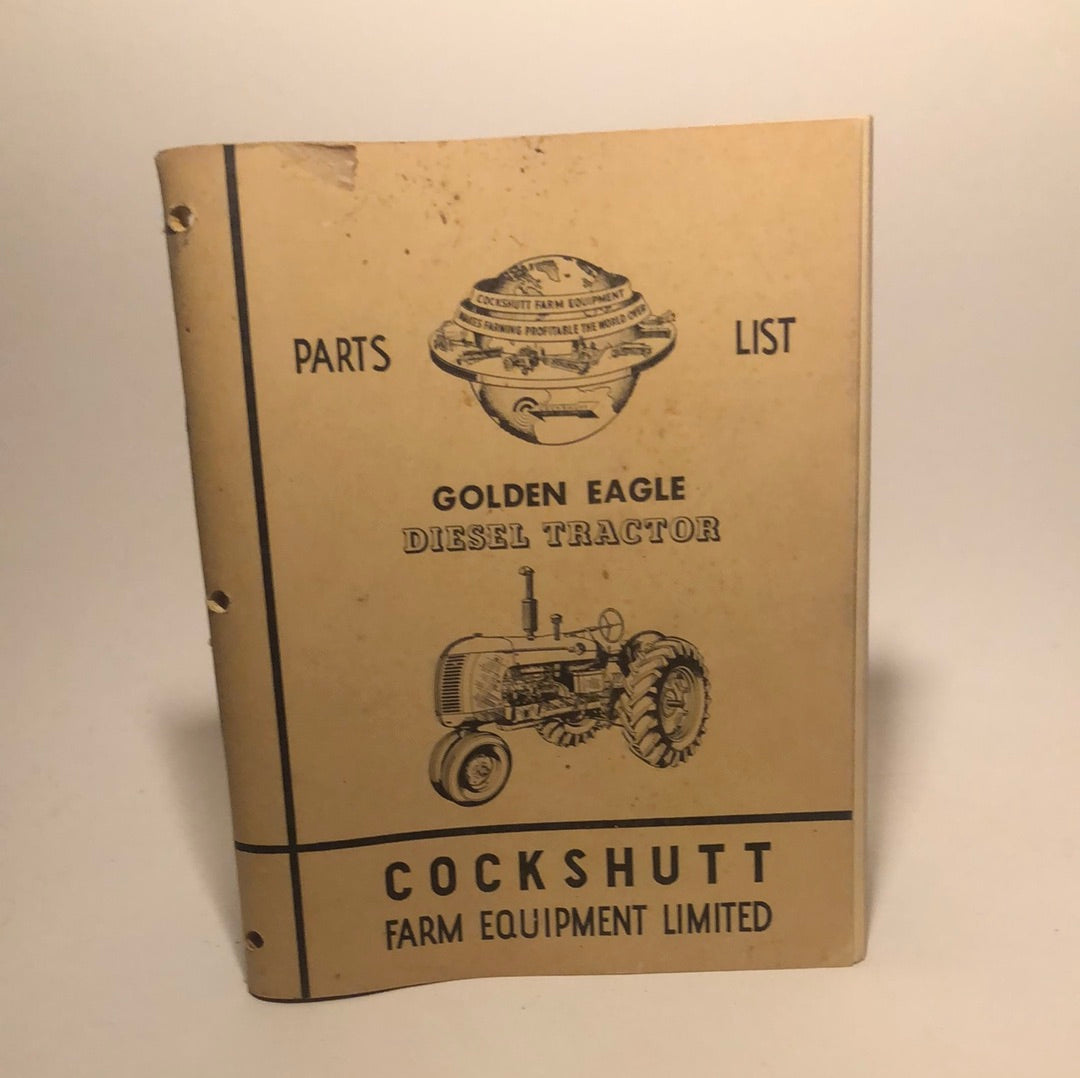 COCKSHUTT FARM EQUIPMENT
MAKES FARMING PROFITABLE THE WORLD OVER
PARTS LIST
GOLDEN EAGLE
DIESEL TRACTOR
COCKSHUTT
FARM EQUIPMENT LIMITED